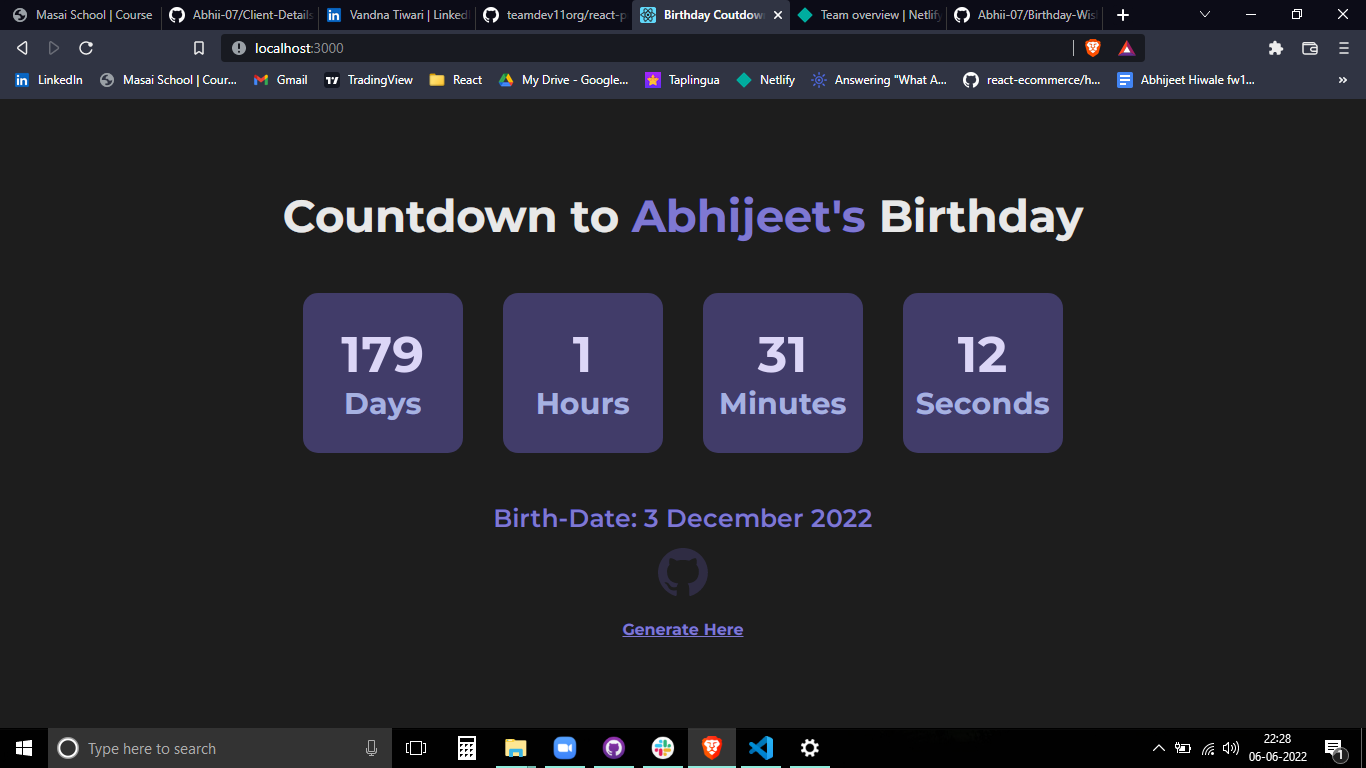 Masai School | Course
Abhii-07/Client-Details
Vandna Tiwari | LinkedI
teamdev11org/react-p
Birthday Coutdow
Team overview | Netlify
Abhii-07/Birthday-Wis
localhost:3000
LinkedIn
Masai School | Cour...
Gmail
TradingView
React
My Drive - Google...
Taplingua
Netlify
Answering "What A...
react-ecommerce/h...
Abhijeet Hiwale fw1...
»
Countdown to Abhijeet's Birthday
179 1 31 12
Days Hours Minutes Seconds
Birth-Date: 3 December 2022
Generate Here
Type here to search
22:28
06-06-2022
1